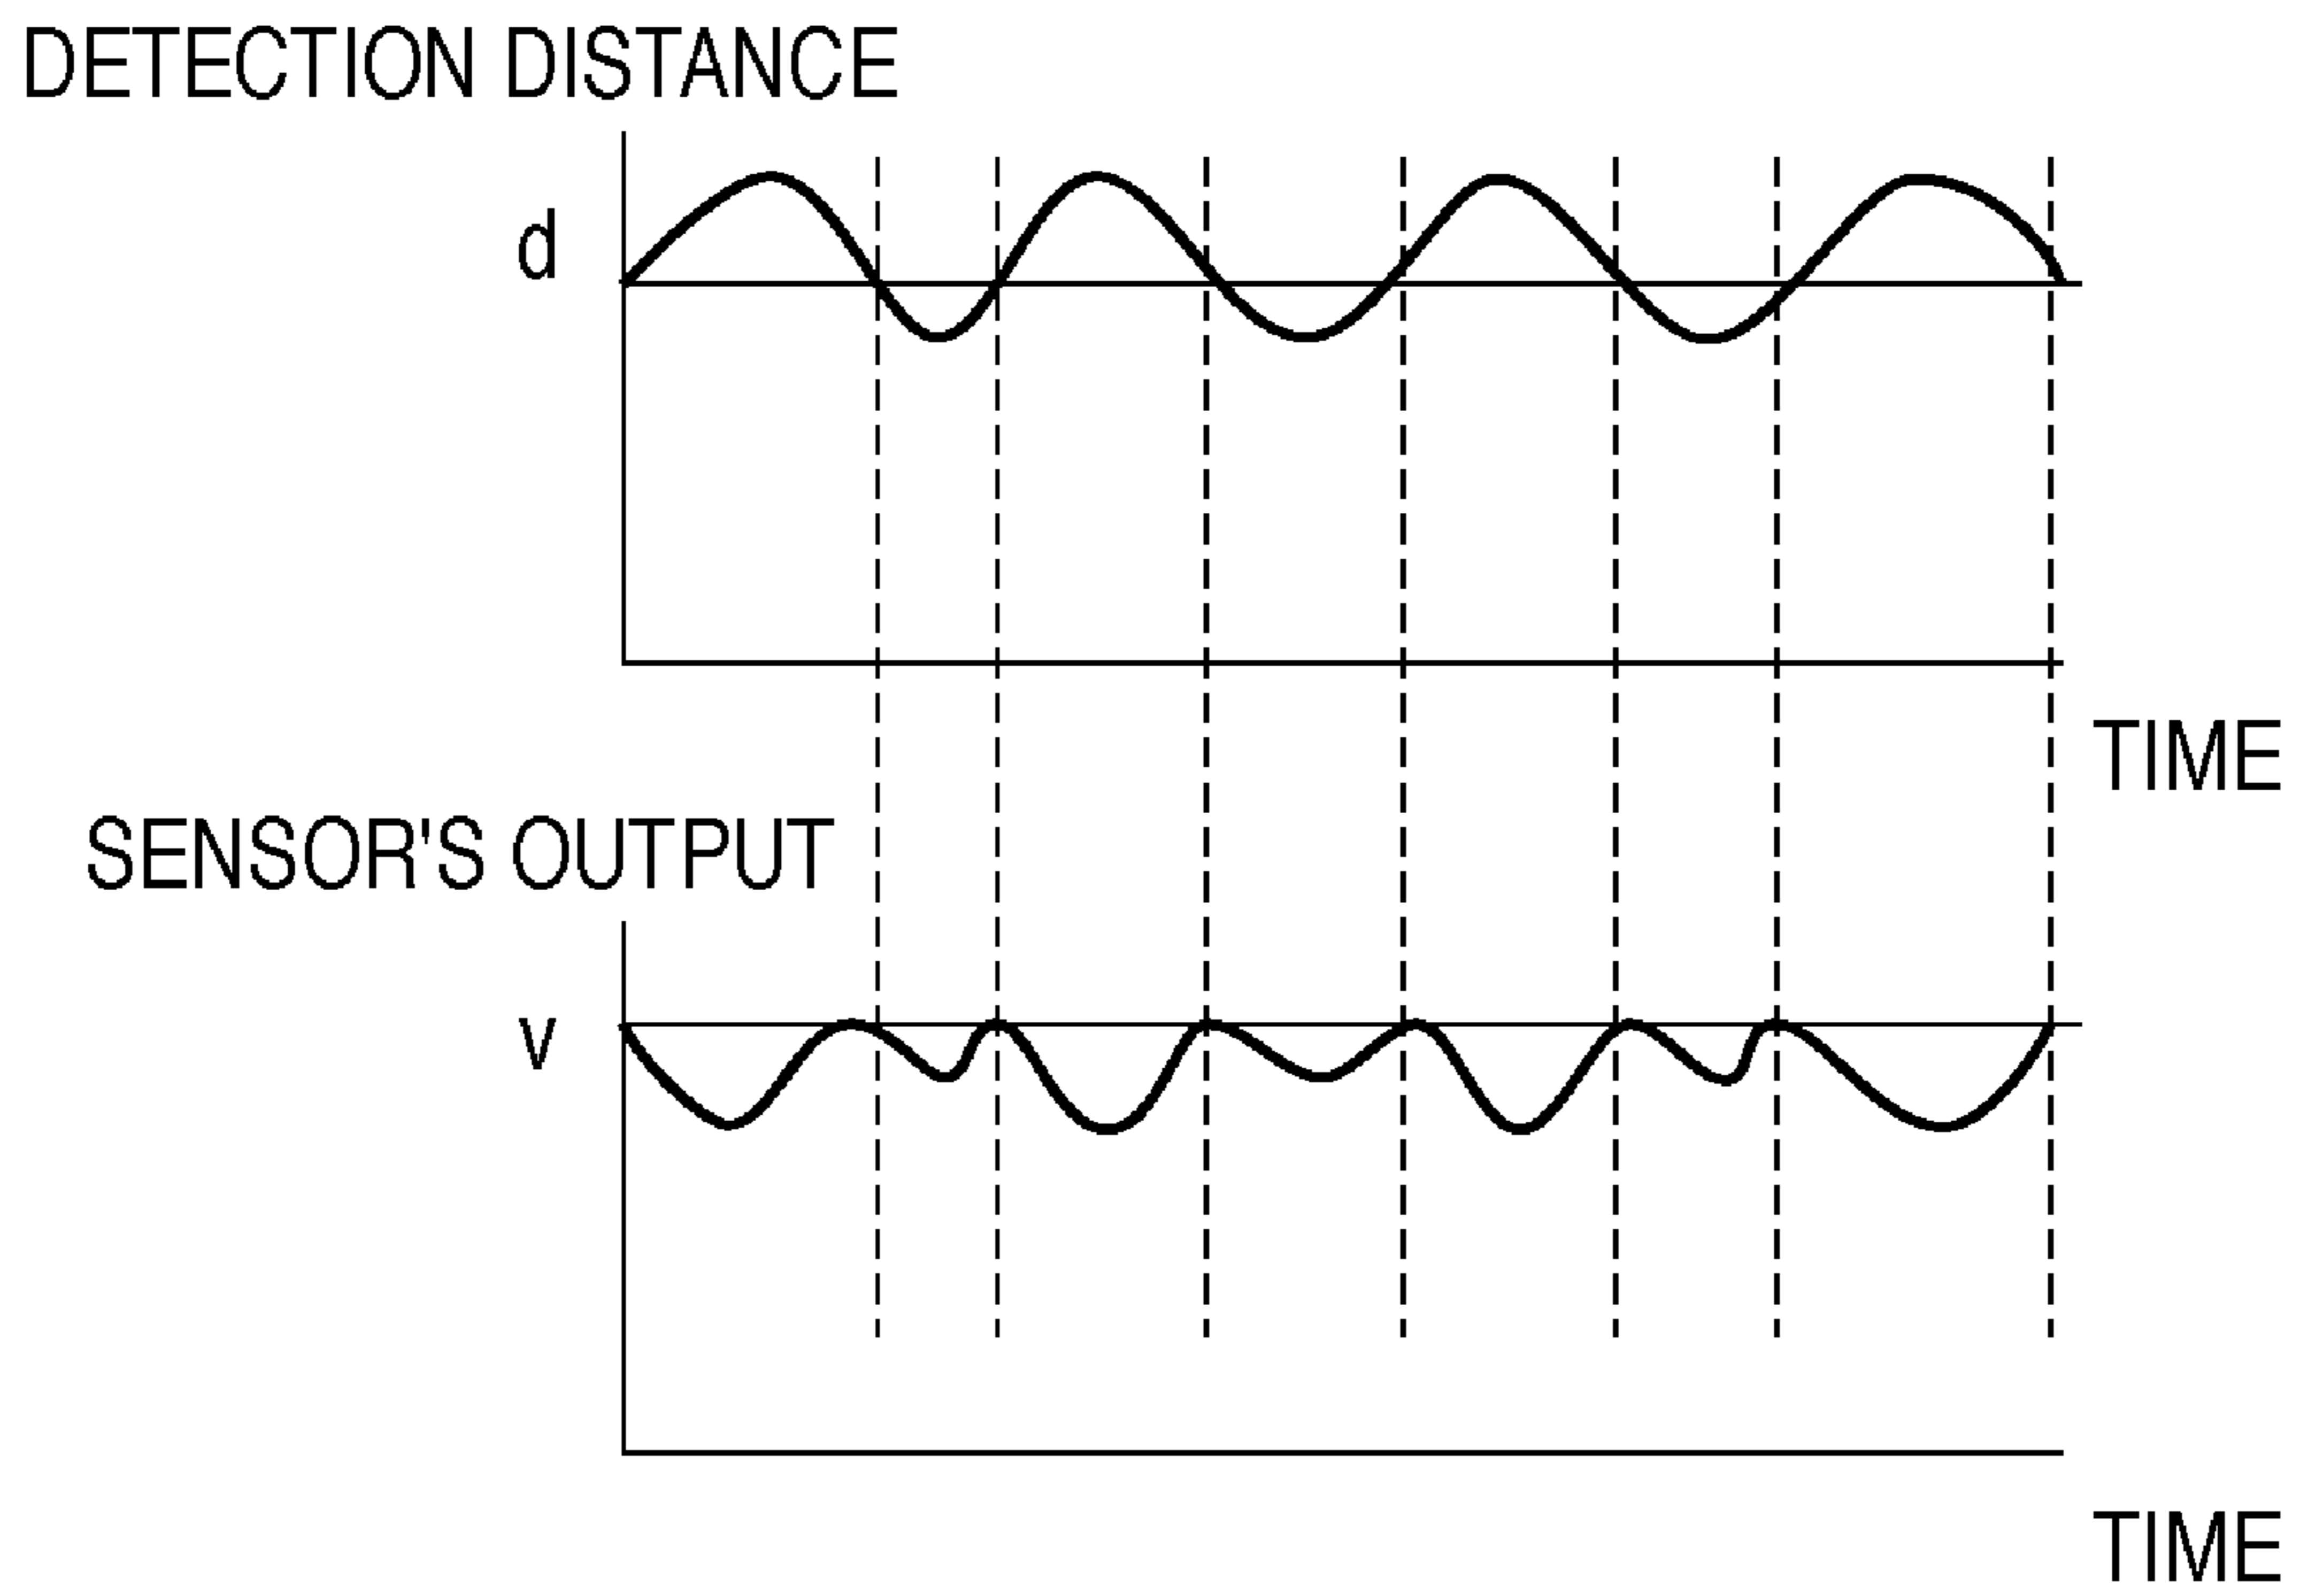 DETECTION DISTANCE
d
TIME
SENSOR'S OUTPUT
v
TIME